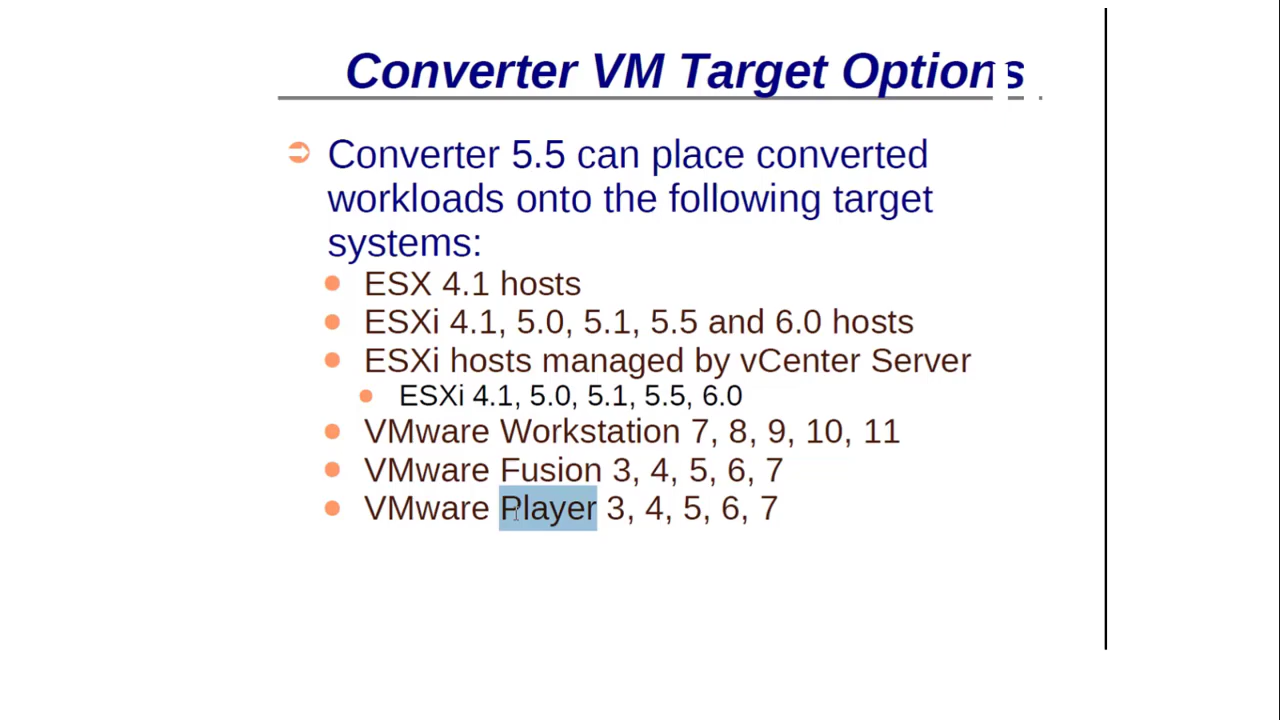 Converter VM Target Options
Converter 5.5 can place converted
workloads onto the following target
systems:
ESX 4.1 hosts
ESXi 4.1, 5.0, 5.1, 5.5 and 6.0 hosts
ESXi hosts managed by vCenter Server
ESXi 4.1, 5.0, 5.1, 5.5, 6.0
VMware Workstation 7, 8, 9, 10, 11
VMware Fusion 3, 4, 5, 6, 7
VMware Player 3, 4, 5, 6, 7